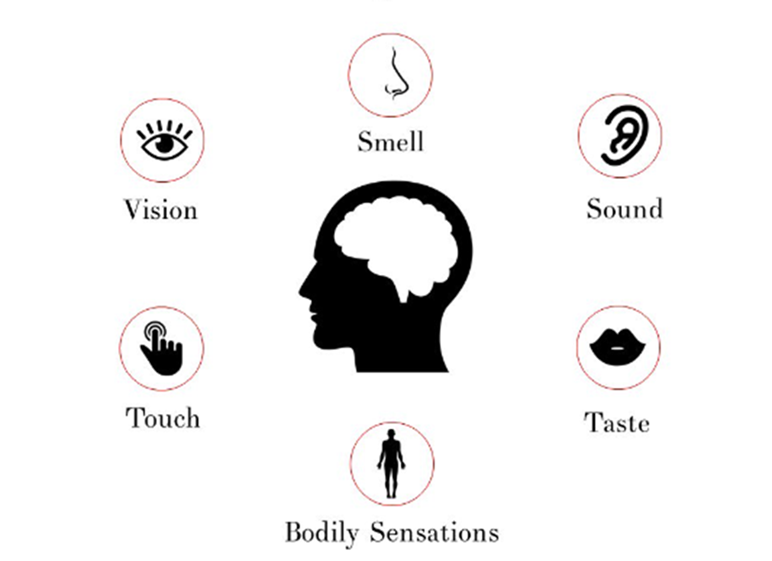 Smell
Vision
Sound
Touch
Taste
Bodily Sensations